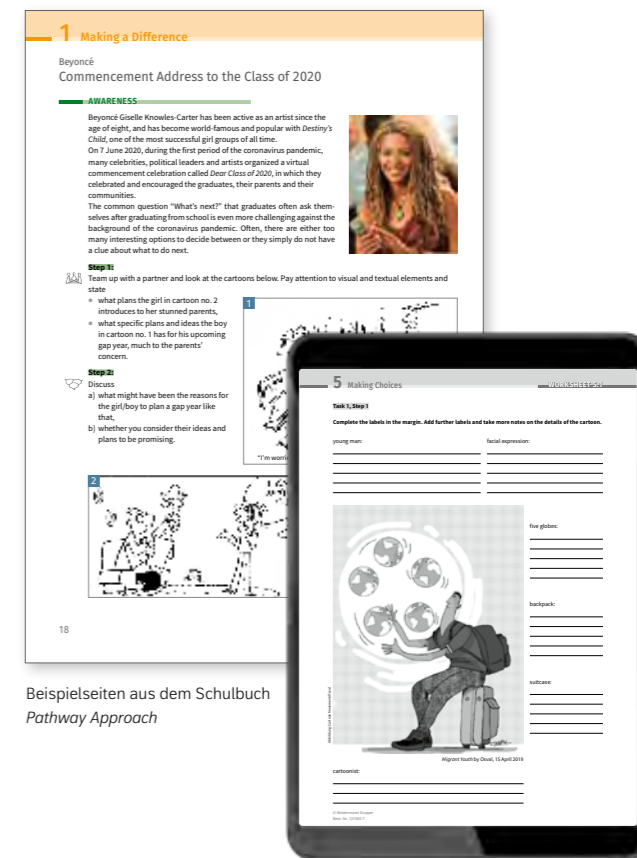 1 Making a Difference
Beyoncé
Commencement Address to the Class of 2020
AWARENESS
Beyoncé Giselle Knowles-Carter has been active as an artist since the
age of eight, and has become world-famous and popular with Destiny's
Child, one of the most successful girl groups of all time.
On 7 June 2020, during the first period of the coronavirus pandemic,
many celebrities, political leaders and artists organized a virtual
commencement celebration called Dear Class of 2020, in which they
celebrated and encouraged the graduates, their parents and their
communities.
The common question "What's next?" that graduates often ask them-
selves after graduating from school is even more challenging against the
background of the coronavirus pandemic. Often, there are either too
many interesting options to decide between or they simply do not have
a clue about what to do next.
Step 1:
Team up with a partner and look at the cartoons below. Pay attention to visual and textual elements and
state
what plans the girl in cartoon no. 2
introduces to her stunned parents,
what specific plans and ideas the boy
in cartoon no. 1 has for his upcoming
gap year, much to the parents'
concern.
Step 2:
Discuss
a) what might have been the reasons for
the girl/boy to plan a gap year like
that,
b) whether you consider their ideas and
plans to be promising.
1
"I'm worri
2
18
Beispielseiten aus dem Schulbuch
Pathway Approach
5 Making Choices
Task 1, Step 1
Complete the labels in the margin. Add further labels and take more notes on the details of the cartoon.
young man:
facial expression:
five globes:
backpack:
suitcase:
Migrant Youth by Doval, 15 April 2019
cartoonist: